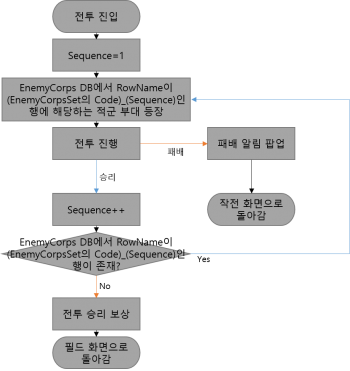 전투 진입
Sequence=1
EnemyCorps DB에서 RowName이
(EnemyCorpsSet의 Code)_(Sequence)인
행에 해당하는 적군 부대 등장
전투 진행
패배
패배 알림 팝업
승리
작전 화면으로
돌아감
Sequence++
EnemyCorps DB에서 RowName이
(EnemyCorpsSet의 Code)_(Sequence)인
행이 존재?
Yes
No
전투 승리 보상
필드 화면으로
돌아감